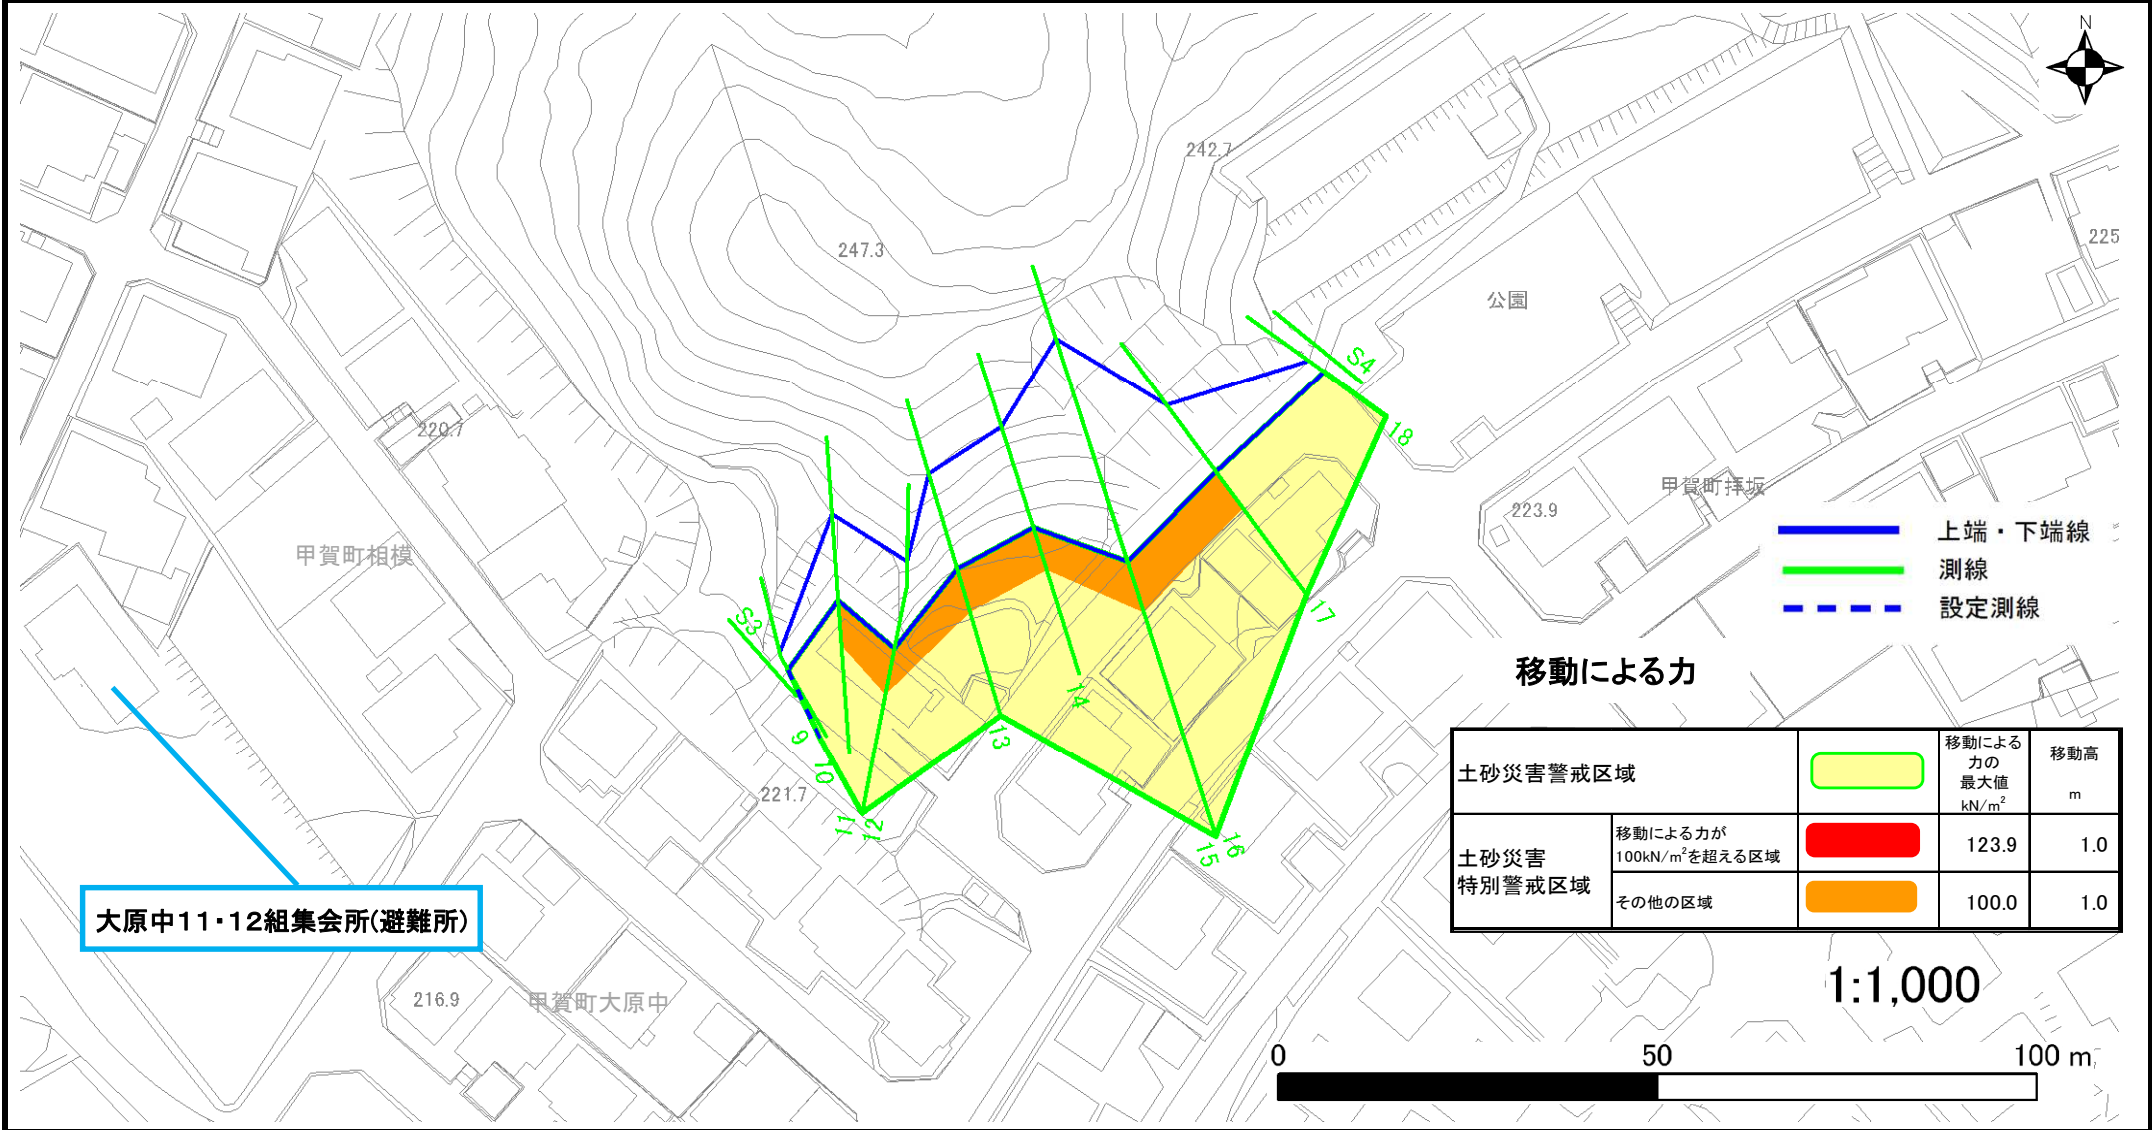 N
242.7
247.3
225
公園
S4
18
220.7
甲賀町拝坂
223.9
甲賀町相模
上端・下端線
測線
設定測線
S3
17
移動による力
14
9
13
10
221.7
11
12
16
15
土砂災害警戒区域
移動による
力の
最大値
kN/m²
移動高
m
土砂災害
特別警戒区域
移動による力が
100kN/m²を超える区域
123.9
1.0
その他の区域
100.0
1.0
大原中11・12組集会所(避難所)
216.9
甲賀町大原中
1:1,000
0
50
100 m